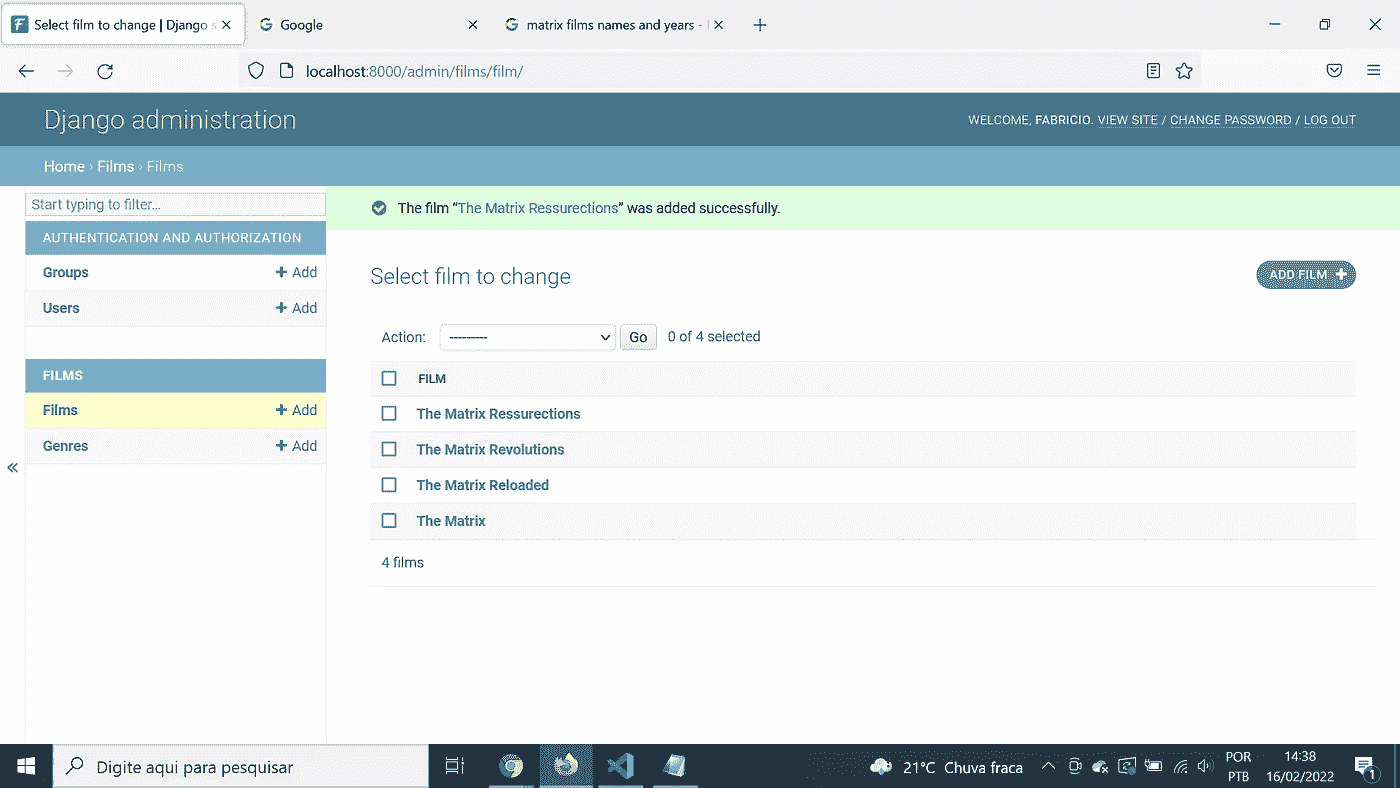 Select film to change | Django s
Google
matrix films names and years -
localhost:8000/admin/films/film/
Django administration
WELCOME, FABRICIO. VIEW SITE / CHANGE PASSWORD / LOG OUT
Home › Films › Films
Start typing to filter...
The film “The Matrix Ressurections” was added successfully.
AUTHENTICATION AND AUTHORIZATION
Groups + Add
Users + Add
FILMS
Films + Add
Genres + Add
«
Select film to change
ADD FILM +
Action: --------- Go 0 of 4 selected
FILM
The Matrix Ressurections
The Matrix Revolutions
The Matrix Reloaded
The Matrix
4 films
Digite aqui para pesquisar
21°C Chuva fraca
POR
PTB
14:38
16/02/2022
1